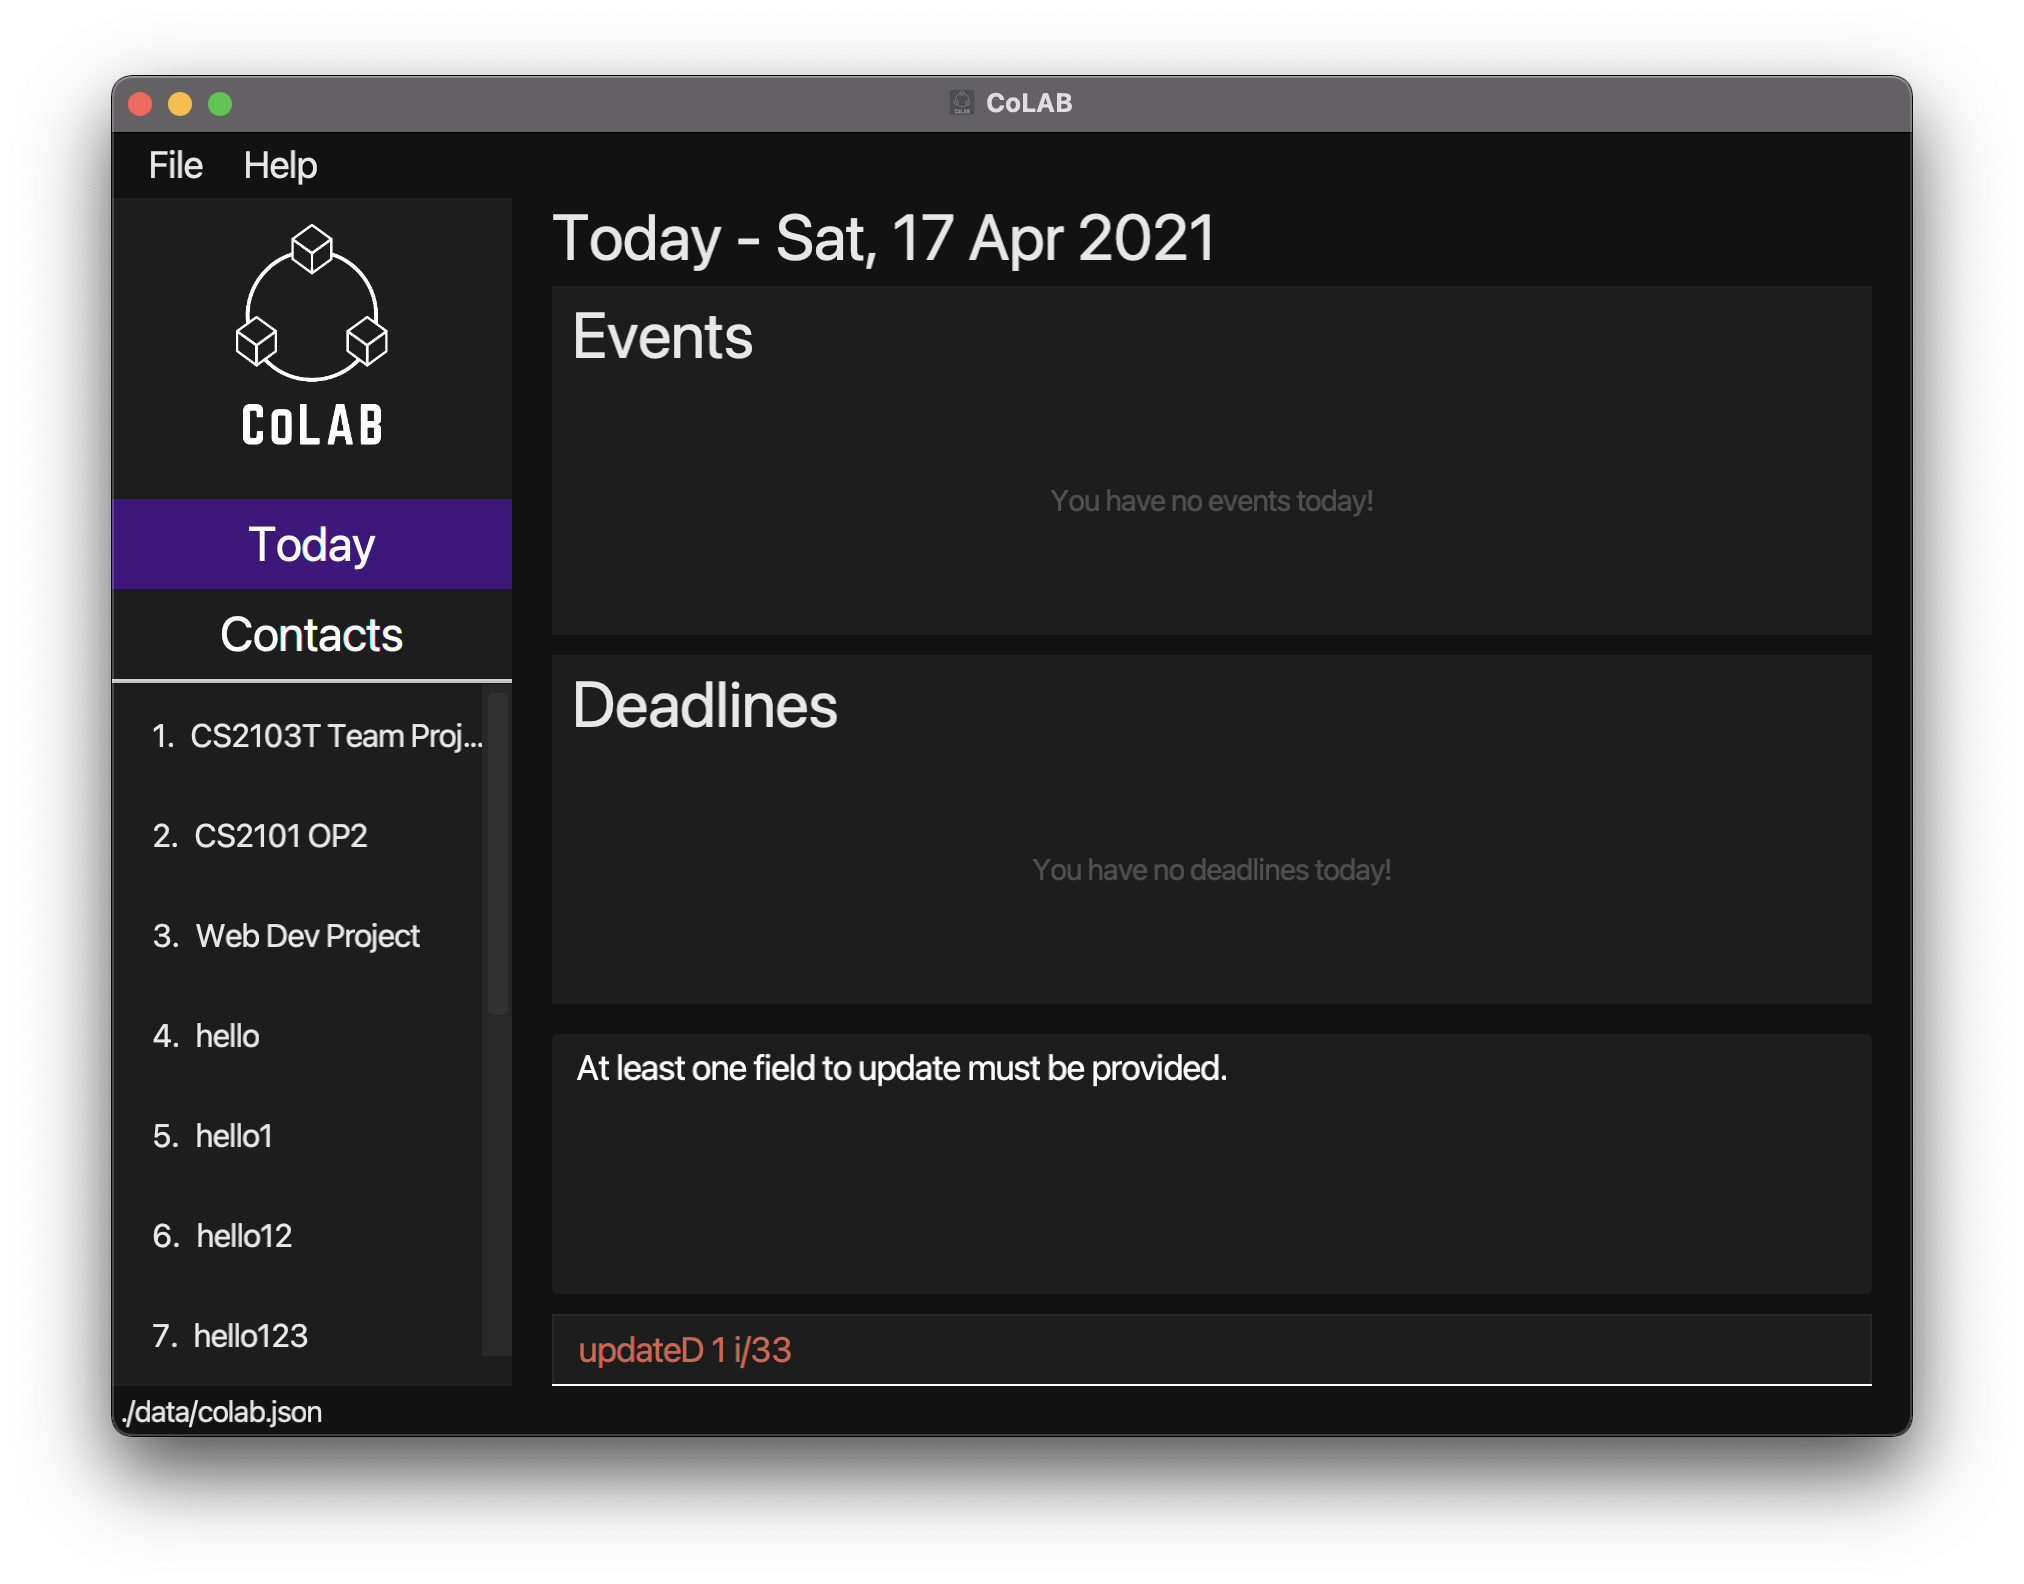 CoLAB
File Help
CoLAB
Today
Contacts
1. CS2103T Team Proj...
2. CS2101 OP2
3. Web Dev Project
4. hello
5. hello1
6. hello12
7. hello123
Today - Sat, 17 Apr 2021
Events
You have no events today!
Deadlines
You have no deadlines today!
At least one field to update must be provided.
updateD 1 i/33
./data/colab.json